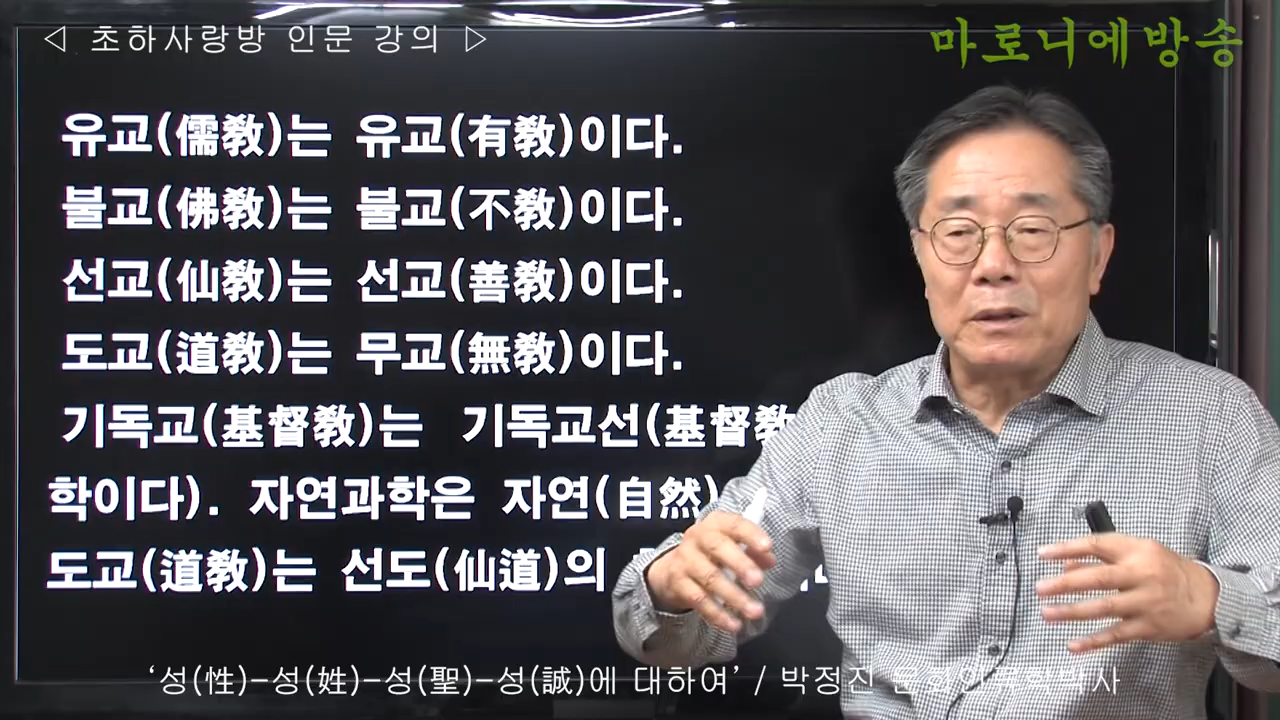 ◁ 초하사랑방 인문 강의 ▷
마로니에방송
유교(儒敎)는 유교(有敎)이다.
불교(佛敎)는 불교(不敎)이다.
선교(仙敎)는 선교(善敎)이다.
도교(道敎)는 무교(無敎)이다.
기독교(基督敎)는 기독교선(基督敎
학이다). 자연과학은 자연(自然)
도교(道敎)는 선도(仙道)의
'성(性)-성(姓)-성(聖)-성(誠)에 대하여' / 박정진